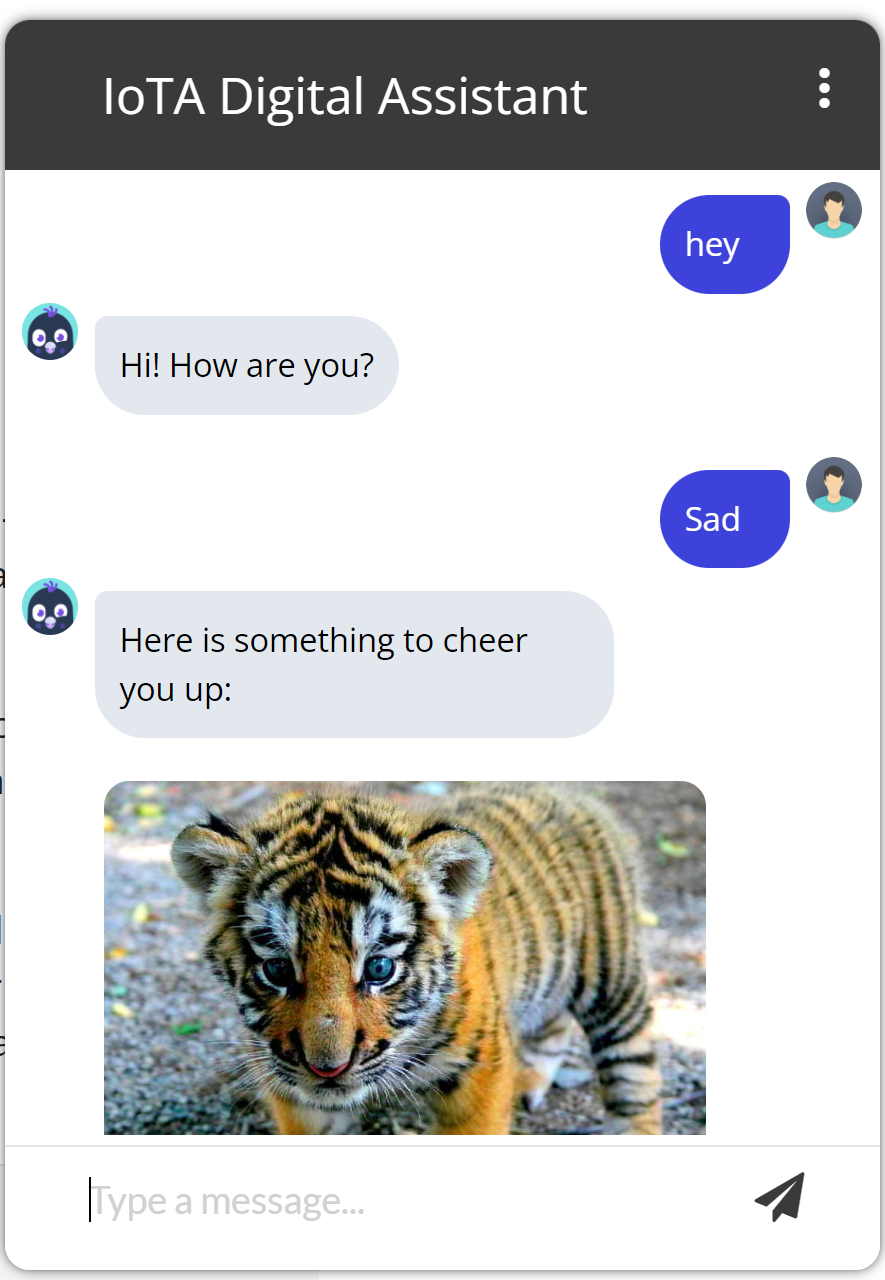 IoTA Digital Assistant
hey
Hi! How are you?
Sad
Here is something to cheer
you up:
Type a message...